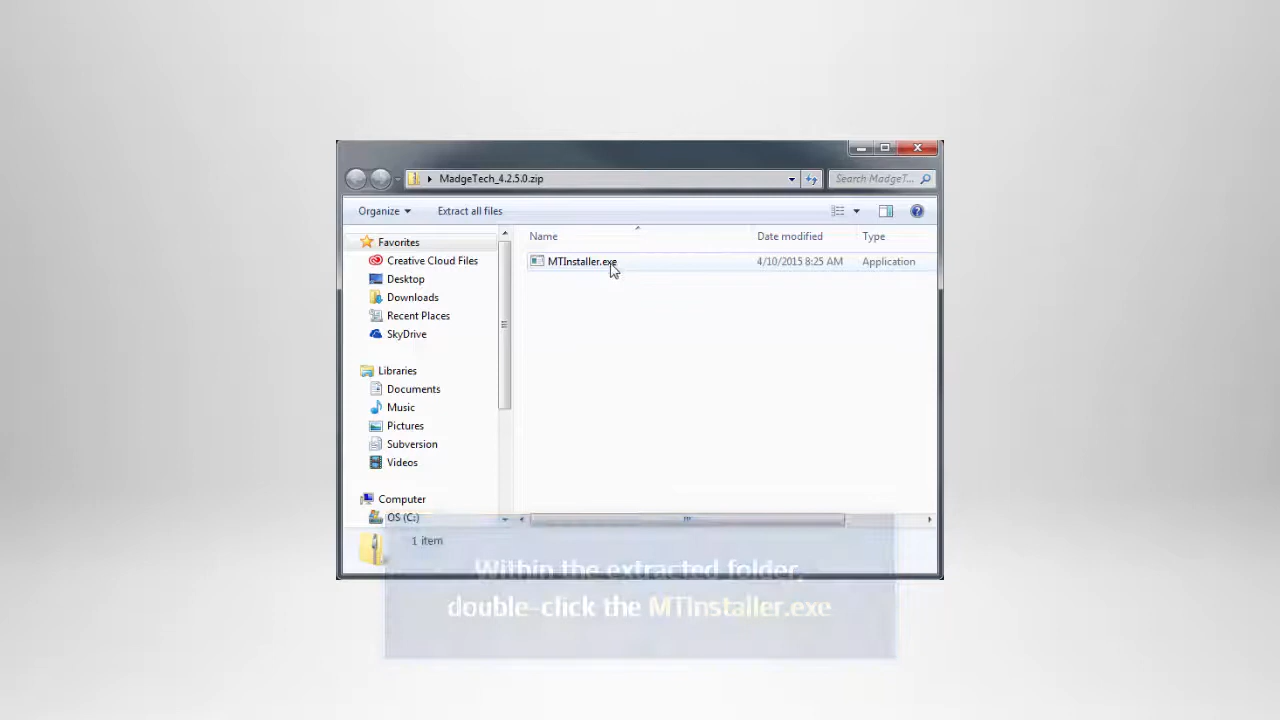 MadgeTech_4.2.5.0.zip
Search MadgeT...
Organize
Extract all files
Name
Date modified
Type
Favorites
Creative Cloud Files
Desktop
Downloads
Recent Places
SkyDrive
Libraries
Documents
Music
Pictures
Subversion
Videos
Computer
OS (C:)
MTInstaller.exe
4/10/2015 8:25 AM
Application
1 item
Within the extracted folder,
double-click the MTInstaller.exe